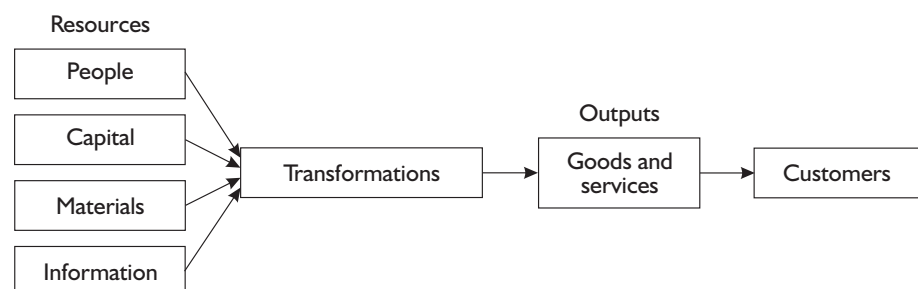 Resources
People
Capital
Materials
Information
Transformations
Outputs
Goods and
services
Customers